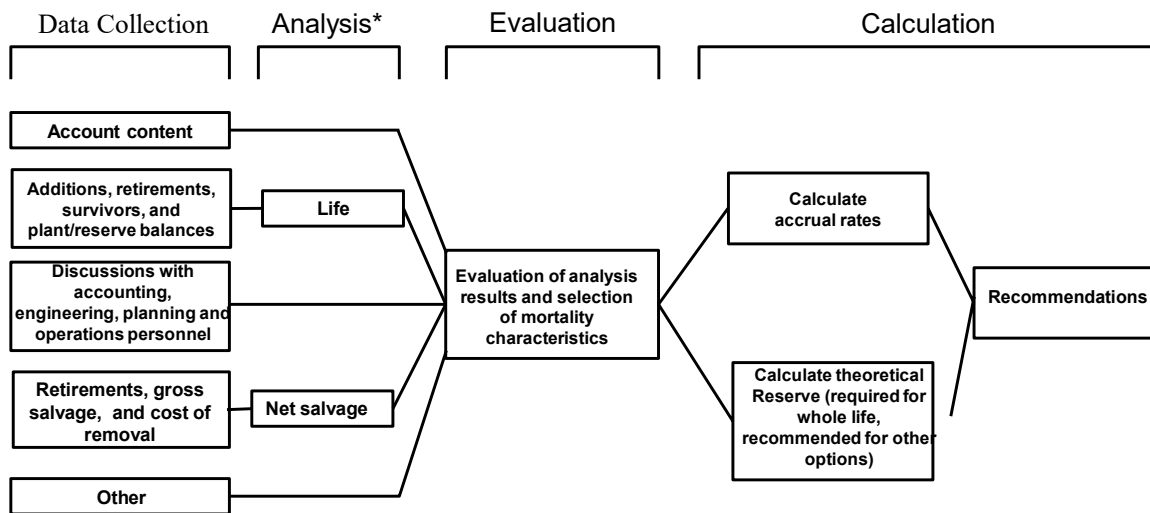 Data Collection
Analysis*
Evaluation
Calculation
Account content
Additions, retirements,
survivors, and
plant/reserve balances
Life
Discussions with
accounting,
engineering, planning and
operations personnel
Retirements, gross
salvage, and cost of
removal
Net salvage
Other
Evaluation of analysis
results and selection
of mortality
characteristics
Calculate
accrual rates
Calculate theoretical
Reserve (required for
whole life,
recommended for other
options)
Recommendations